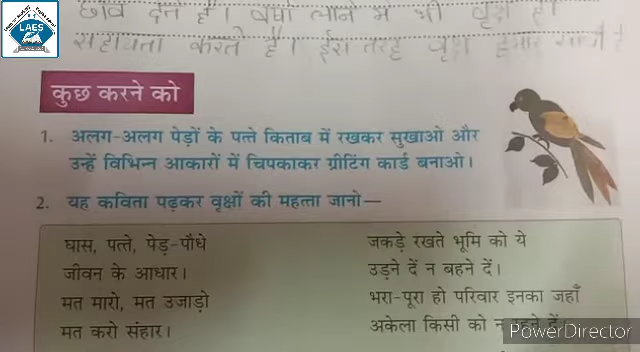 LAES
छाव देते हैं। वर्षा लाने में भी वृक्ष ही
सहायता करते हैं। इस तरह वृक्ष हमारे साथी है
कुछ करने को
1. अलग-अलग पेड़ों के पत्ते किताब में रखकर सुखाओ और
उन्हें विभिन्न आकारों में चिपकाकर ग्रीटिंग कार्ड बनाओ।
2. यह कविता पढ़कर वृक्षों की महत्ता जानो—
घास, पत्ते, पेड़-पौधे
जीवन के आधार।
मत मारो, मत उजाड़ो
मत करो संहार।
जकड़े रखते भूमि को ये
उड़ने दें न बहने दें।
भरा-पूरा हो परिवार इनका जहाँ
अकेला किसी को न रहने दें।
PowerDirector